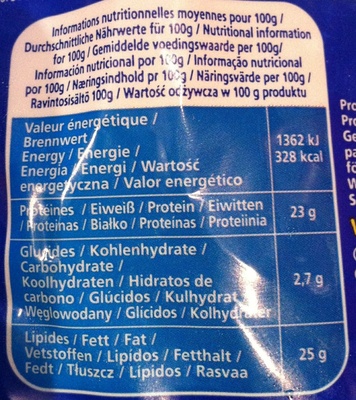 Informations nutritionnelles moyennes pour 100g /
Durchschnittliche Nährwerte für 100g / Nutritional information
for 100g / Gemiddelde voedingswaarde per 100g/
Información nutricional por 100g / Informação nutricional
por 100g / Næringsindhold pr 100g / Näringsvärde per 100g /
Ravintosisältö 100g / Wartość odżywcza w 100 g produktu
Valeur énergétique /
Brennwert /
Energy / Energie /
Energía / Energi / Wartość
energetyczna / Valor energético
1362 kJ
328 kcal
Protéines / Eiweiß / Protein / Eiwitten
/ Proteínas / Białko / Proteínas / Proteiinia
23 g
Glucides / Kohlenhydrate /
Carbohydrate /
Koolhydraten / Hidratos de
carbono / Glúcidos / Kulhydrat /
Węglowodany / Glicidos / Kolhydrater
2,7 g
Lipides / Fett / Fat /
Vetstoffen / Lipídos / Fetthalt /
Fedt / Tłuszcz / Lípidos / Rasvaa
25 g